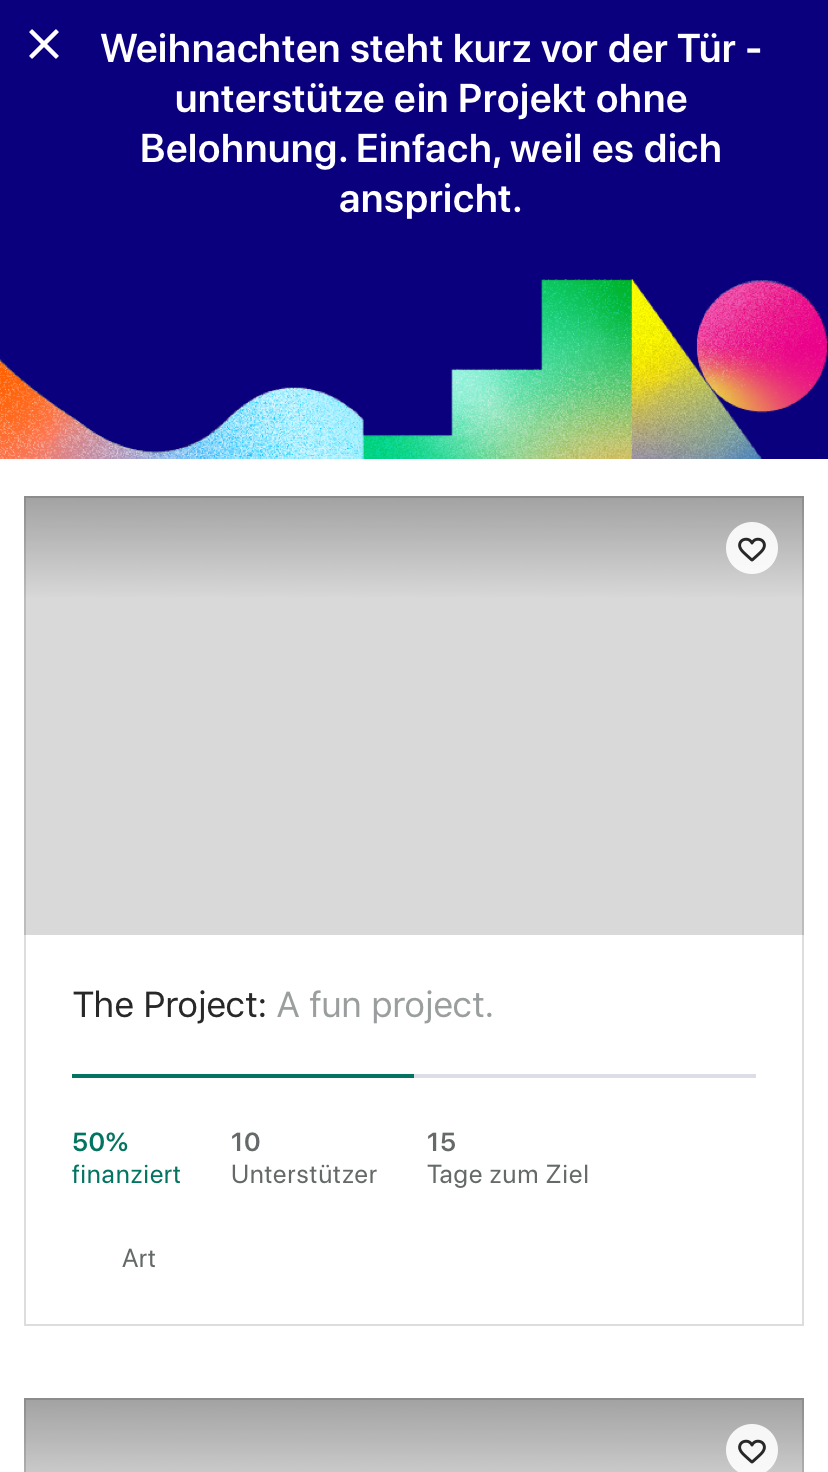 Weihnachten steht kurz vor der Tür -
unterstütze ein Projekt ohne
Belohnung. Einfach, weil es dich
anspricht.
The Project: A fun project.
50%
finanziert
10
Unterstützer
15
Tage zum Ziel
Art